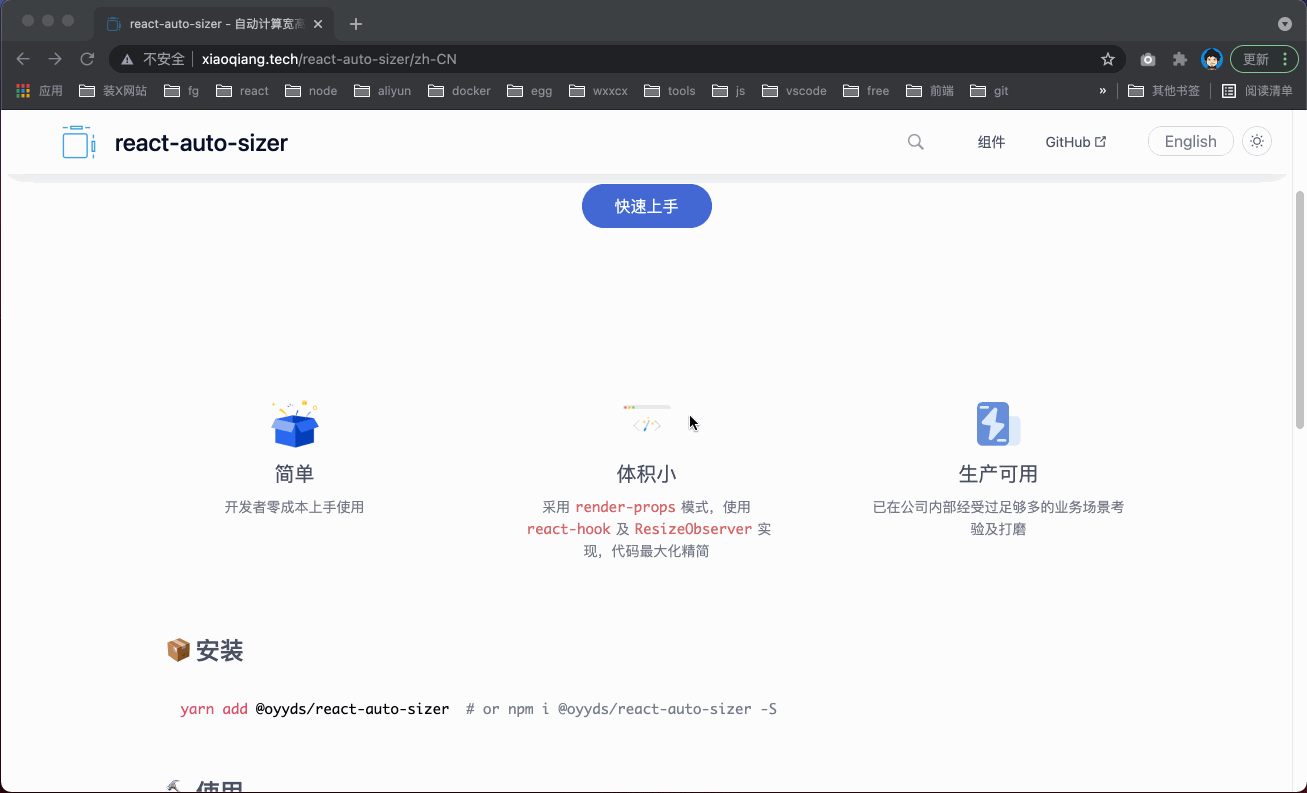 react-auto-sizer - 自动计算宽高
不安全 xiaoqiang.tech/react-auto-sizer/zh-CN 更新
应用 装X网站 fg react node aliyun docker egg wxxcx tools js vscode free 前端 git » 其他书签 阅读清单
react-auto-sizer 组件 GitHub English
快速上手
简单
开发者零成本上手使用
体积小
采用 render-props 模式，使用
react-hook 及 ResizeObserver 实
现，代码最大化精简
生产可用
已在公司内部经受过足够多的业务场景考
验及打磨
安装
yarn add @oyyds/react-auto-sizer # or npm i @oyyds/react-auto-sizer -S
使用